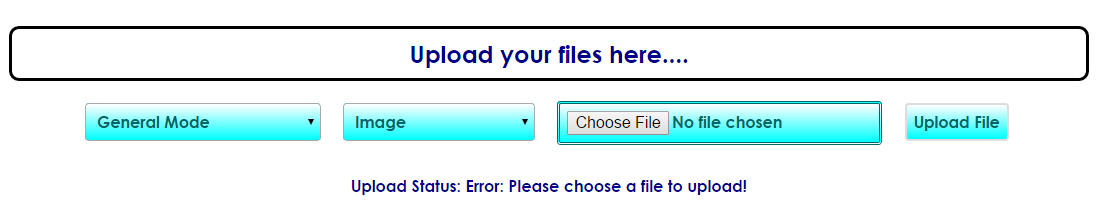 Upload your files here....
General Mode Image Choose File No file chosen Upload File
Upload Status: Error: Please choose a file to upload!